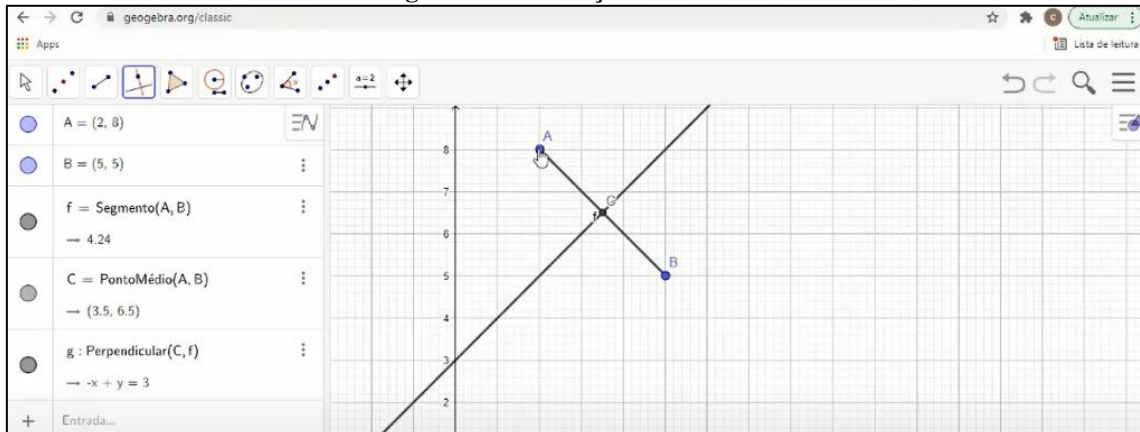 geogebra.org/classic
C
Atualizar
Apps
Lista de leitura
a=2
A = (2, 8)
B = (5, 5)
f = Segmento(A, B)
→ 4.24
C = PontoMédio(A, B)
→ (3.5, 6.5)
g : Perpendicular(C, f)
→ -x + y = 3
+ Entrada...
A
8
7
C
f
6
B
5
4
3
2